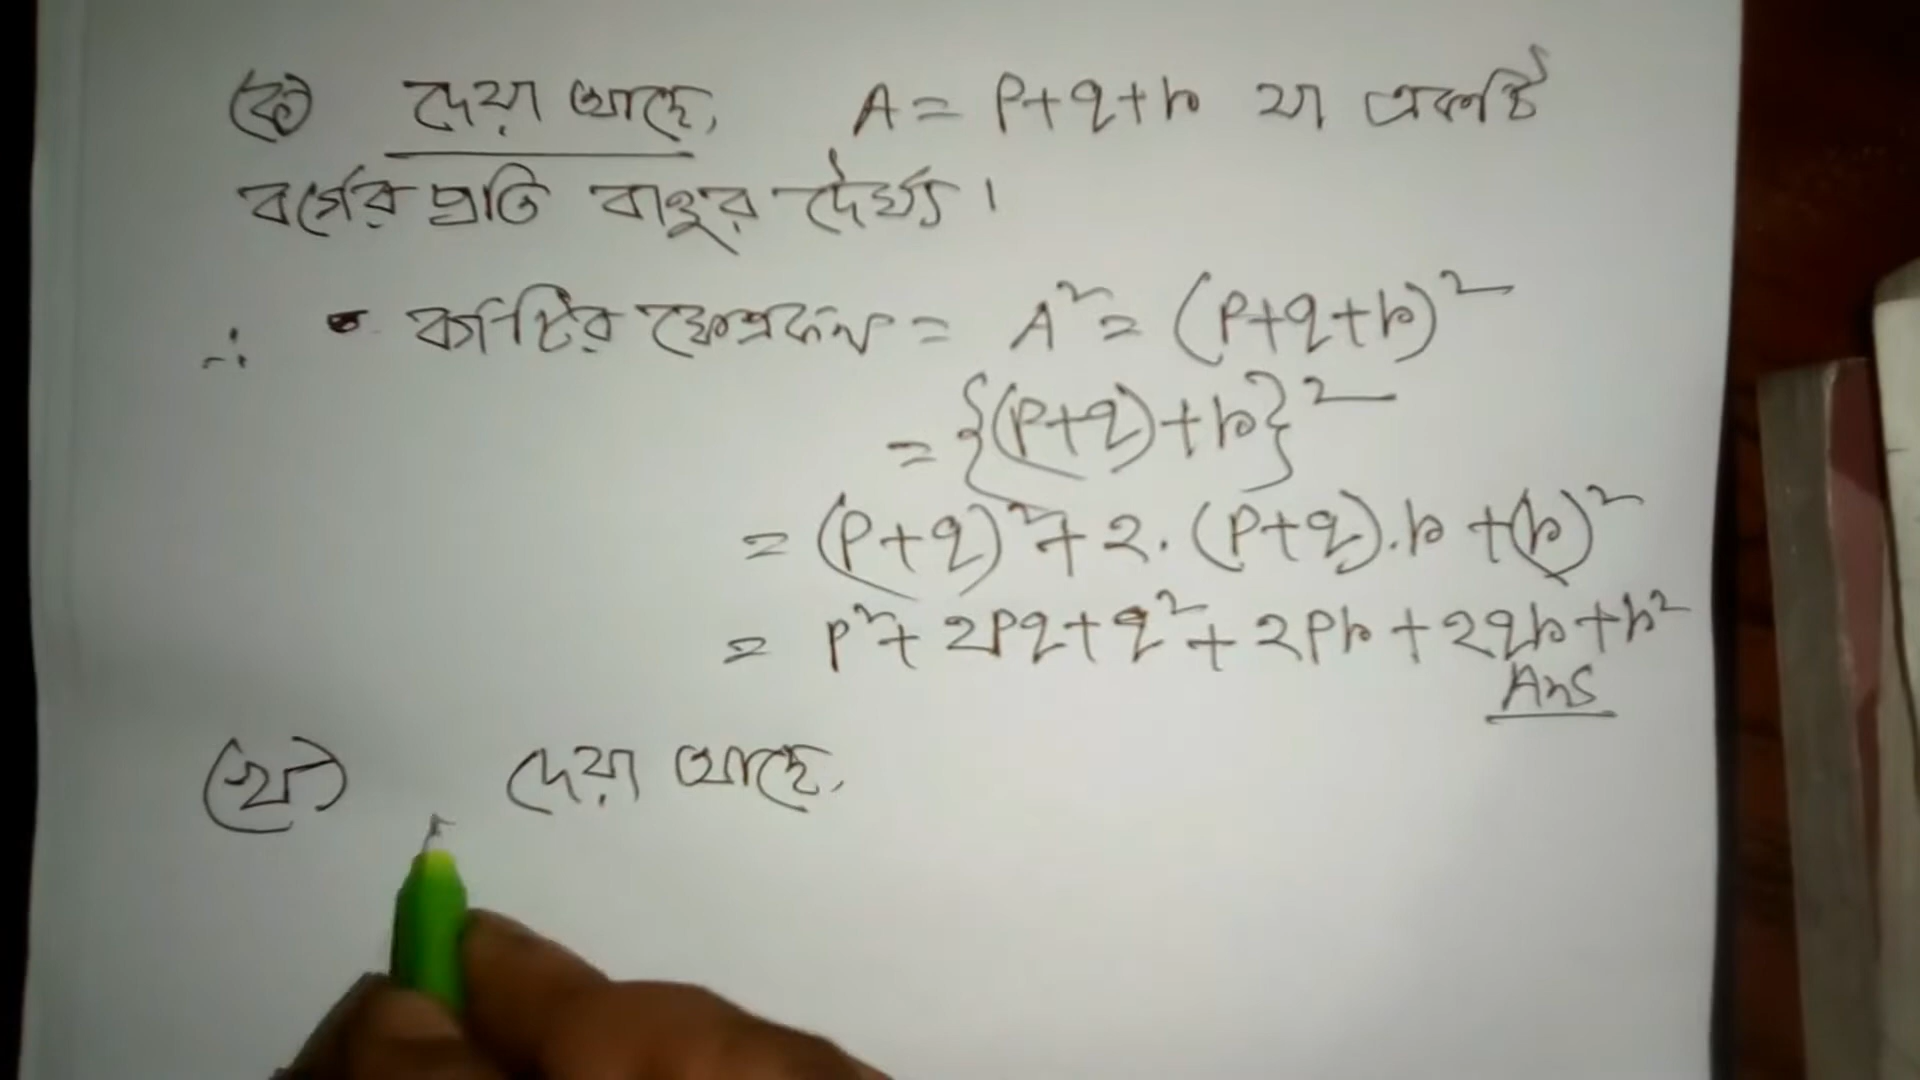 (ক) দেয়া আছে, A = p+q+r যা একটি
বর্গের প্রতি বাহুর দৈর্ঘ্য।
∴ বর্গটির ক্ষেত্রফল = A² = (p+q+r)²
= {(p+q)+r}²
= (p+q)² + 2.(p+q).r + (r)²
= p² + 2pq + q² + 2pr + 2qr + r²
Ans
(খ) দেয়া আছে,